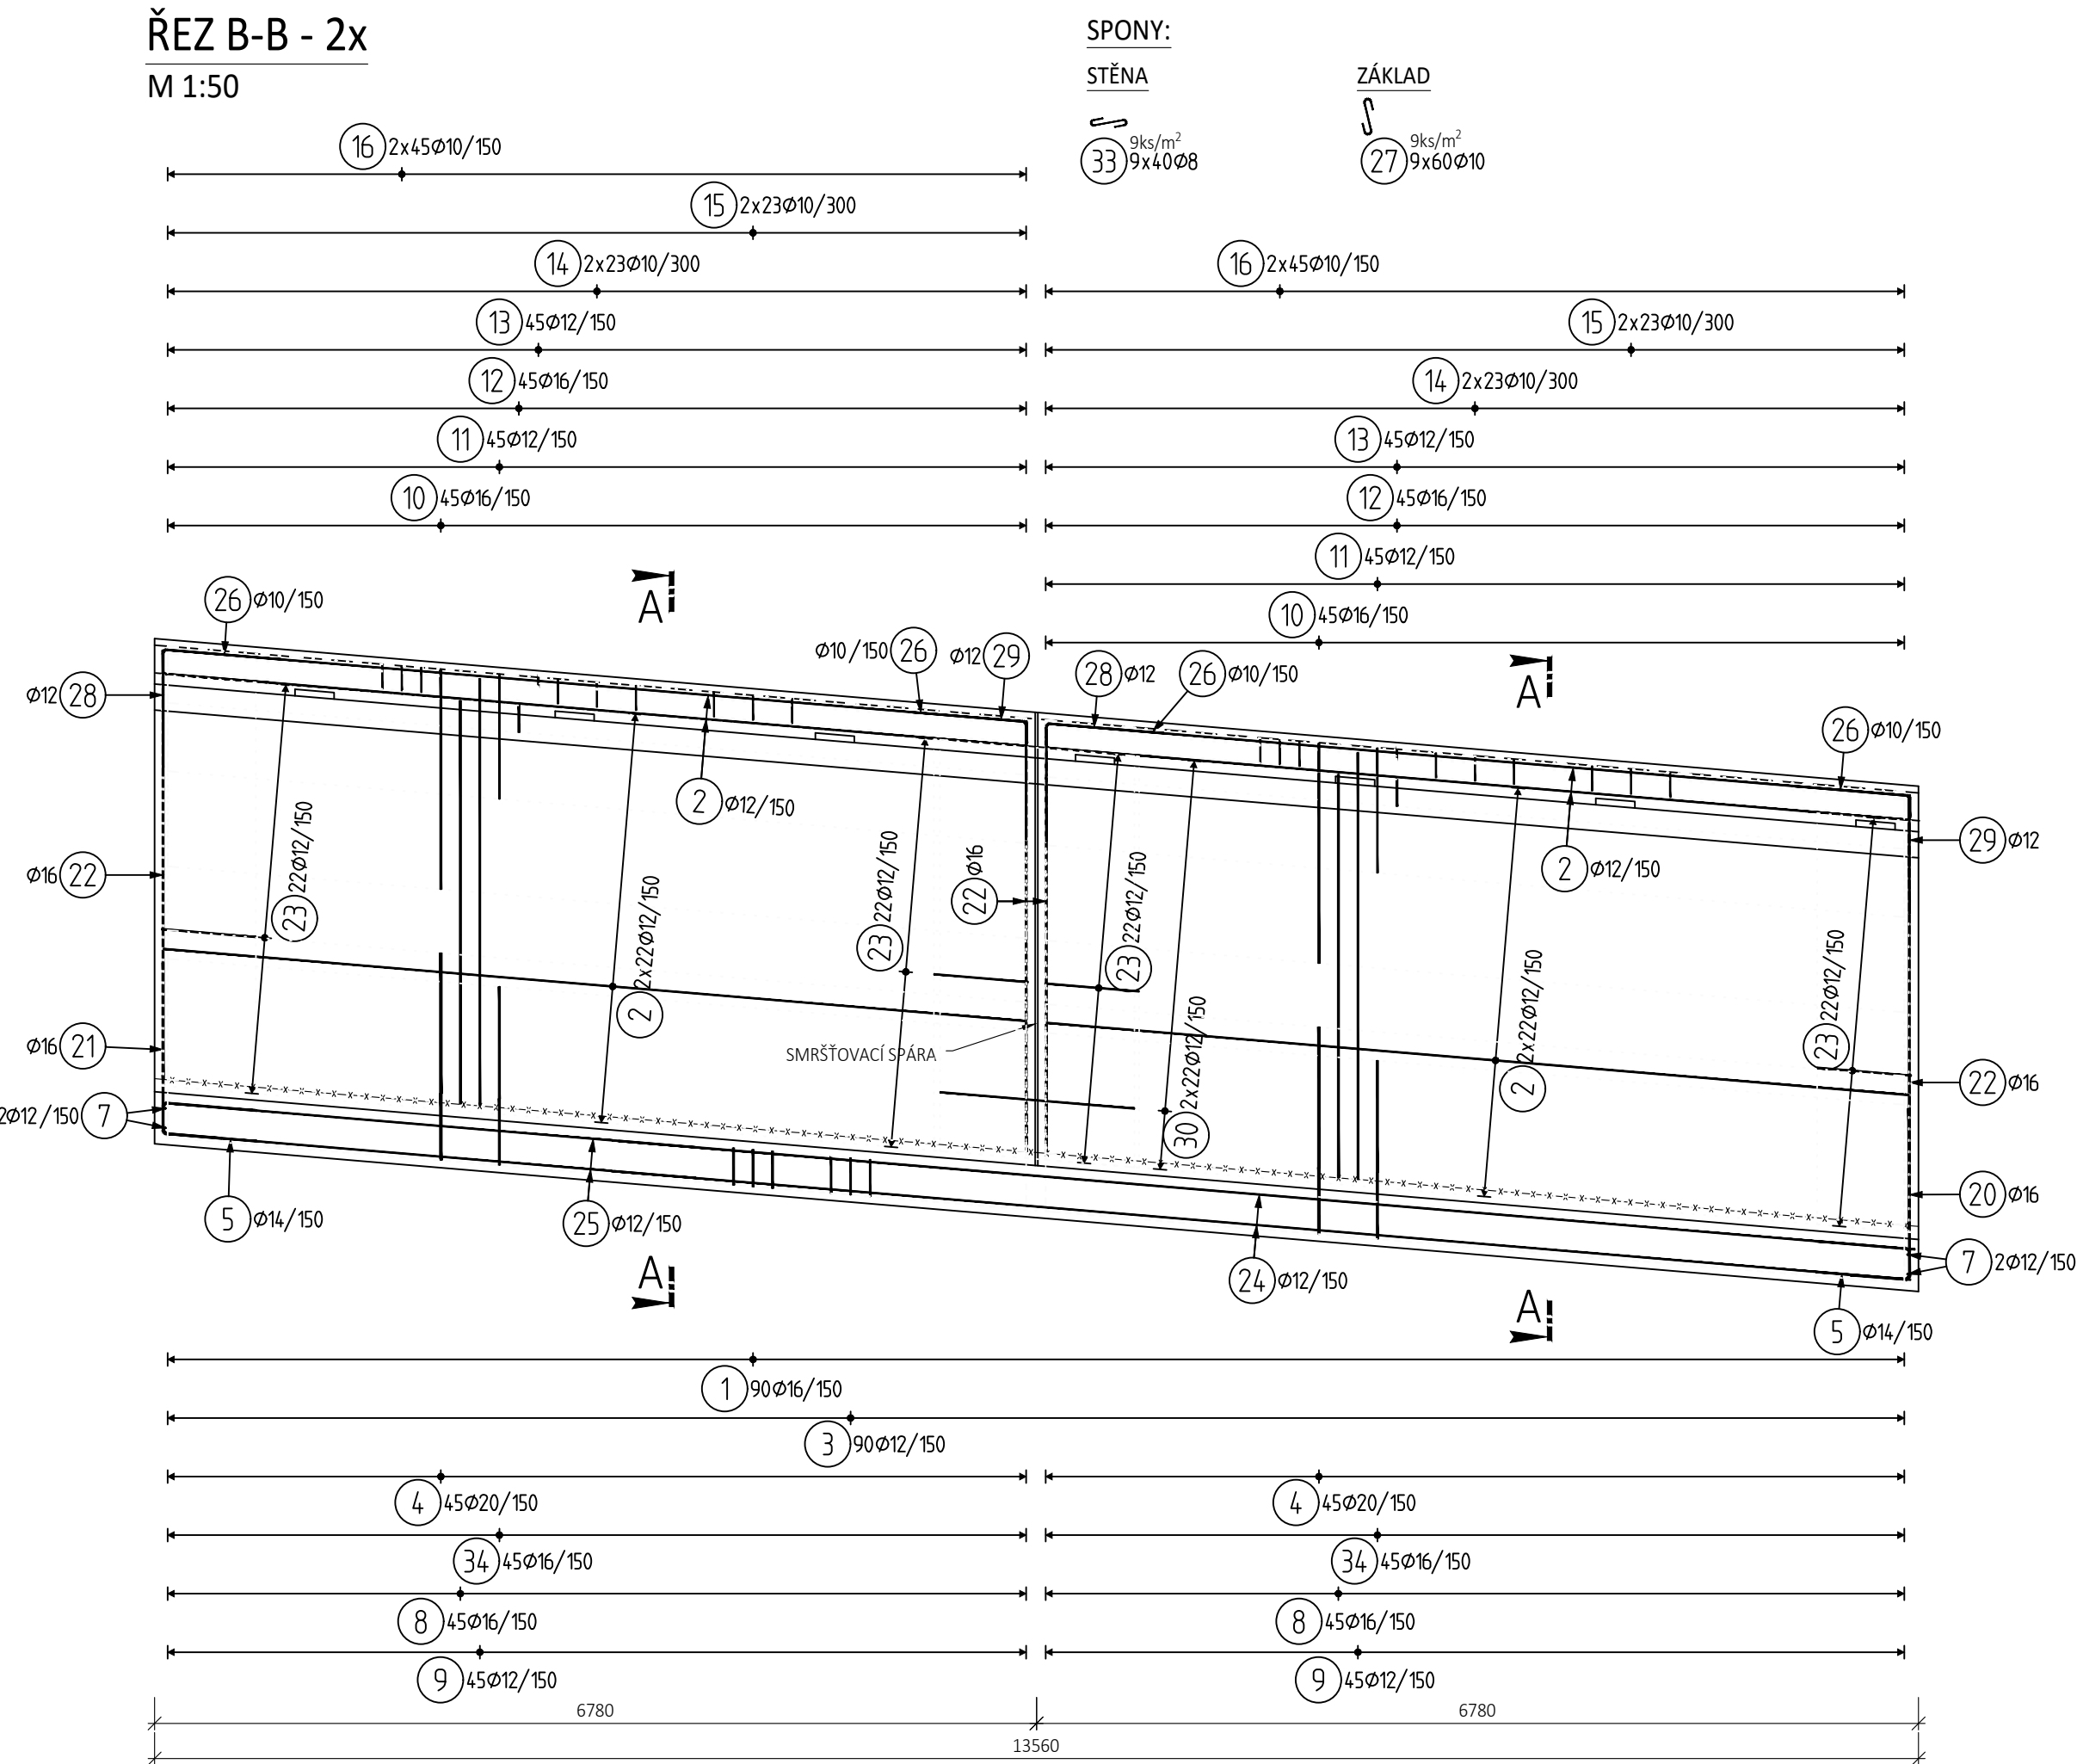 ŘEZ B-B - 2x
M 1:50
SPONY:
STĚNA
ZÁKLAD
9ks/m²
33 9x40Ø8
9ks/m²
27 9x60Ø10
16 2x45Ø10/150
15 2x23Ø10/300
14 2x23Ø10/300
13 45Ø12/150
12 45Ø16/150
11 45Ø12/150
10 45Ø16/150
16 2x45Ø10/150
15 2x23Ø10/300
14 2x23Ø10/300
13 45Ø12/150
12 45Ø16/150
11 45Ø12/150
10 45Ø16/150
A
A
26 Ø10/150
Ø10/150 26
Ø12 29
28 Ø12
26 Ø10/150
26 Ø10/150
Ø12 28
2 Ø12/150
2 Ø12/150
29 Ø12
Ø16 22
23 22Ø12/150
2 2x22Ø12/150
23 22Ø12/150
22 Ø16
23 22Ø12/150
30 2x22Ø12/150
2 2x22Ø12/150
23 22Ø12/150
SMRŠŤOVACÍ SPÁRA
Ø16 21
22 Ø16
2Ø12/150 7
20 Ø16
5 Ø14/150
25 Ø12/150
24 Ø12/150
7 2Ø12/150
5 Ø14/150
A
A
1 90Ø16/150
3 90Ø12/150
4 45Ø20/150
4 45Ø20/150
34 45Ø16/150
34 45Ø16/150
8 45Ø16/150
8 45Ø16/150
9 45Ø12/150
9 45Ø12/150
6780
6780
13560